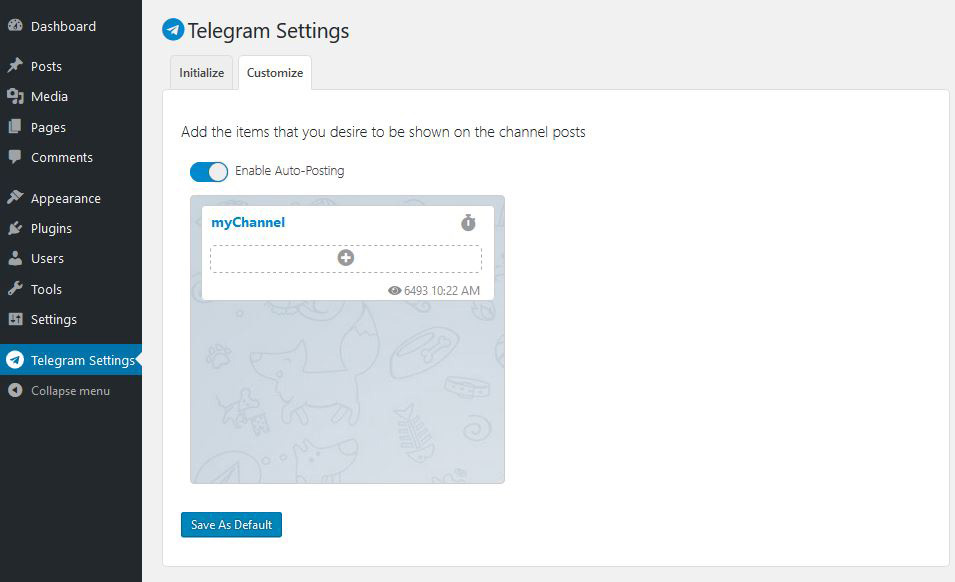 Dashboard
Posts
Media
Pages
Comments
Appearance
Plugins
Users
Tools
Settings
Telegram Settings
Collapse menu
Telegram Settings
Initialize
Customize
Add the items that you desire to be shown on the channel posts
Enable Auto-Posting
myChannel
6493 10:22 AM
Save As Default